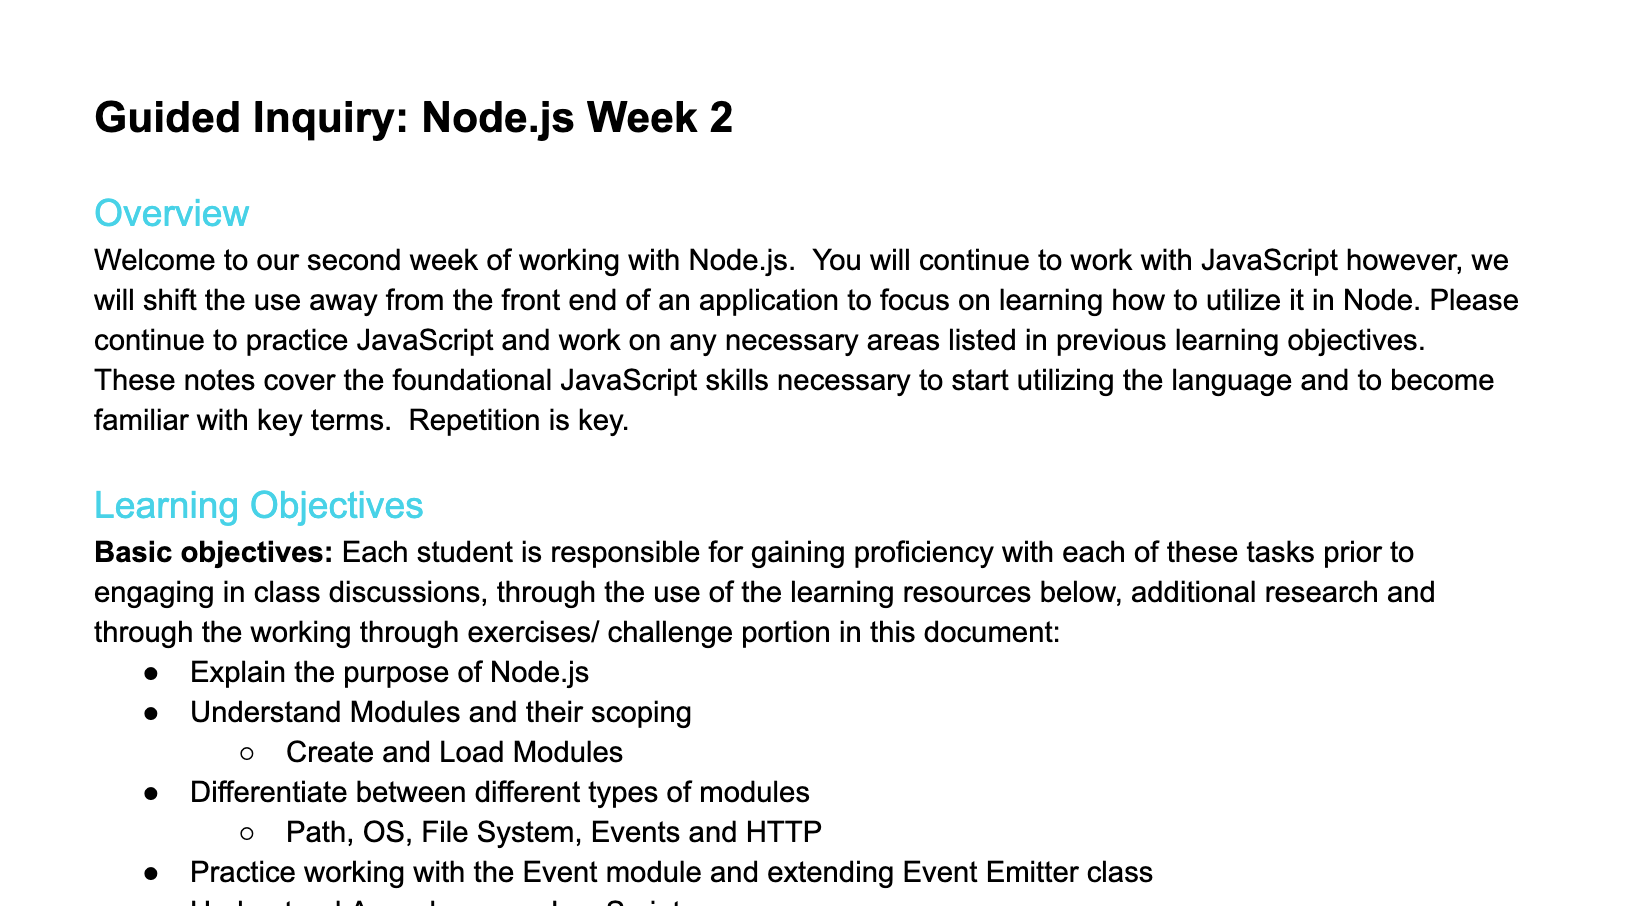 Guided Inquiry: Node.js Week 2
Overview
Welcome to our second week of working with Node.js.  You will continue to work with JavaScript however, we
will shift the use away from the front end of an application to focus on learning how to utilize it in Node. Please
continue to practice JavaScript and work on any necessary areas listed in previous learning objectives.
These notes cover the foundational JavaScript skills necessary to start utilizing the language and to become
familiar with key terms.  Repetition is key.
Learning Objectives
Basic objectives: Each student is responsible for gaining proficiency with each of these tasks prior to
engaging in class discussions, through the use of the learning resources below, additional research and
through the working through exercises/ challenge portion in this document:
● Explain the purpose of Node.js
● Understand Modules and their scoping
○ Create and Load Modules
● Differentiate between different types of modules
○ Path, OS, File System, Events and HTTP
● Practice working with the Event module and extending Event Emitter class